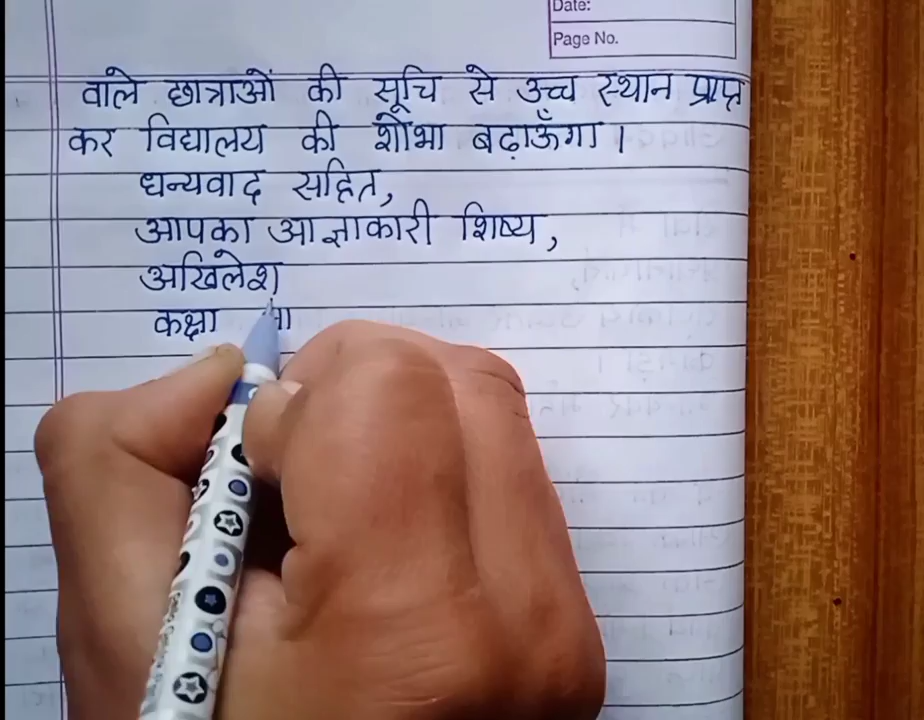 Date:
Page No.
वाले छात्राओं की सूचि से उच्च स्थान प्राप्त
कर विद्यालय की शोभा बढ़ाऊँगा ।
धन्यवाद सहित,
आपका आज्ञाकारी शिष्य,
अखिलेश
कक्षा